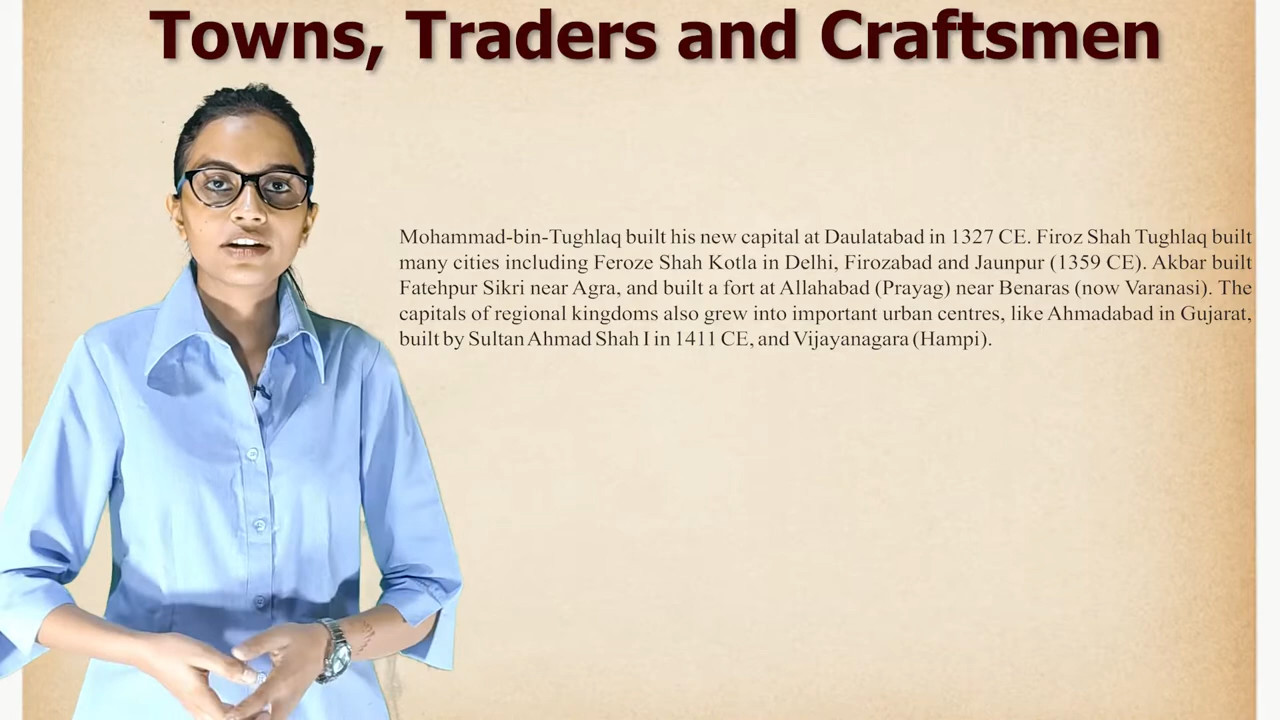 Towns, Traders and Craftsmen
Mohammad-bin-Tughlaq built his new capital at Daulatabad in 1327 CE. Firoz Shah Tughlaq built
many cities including Feroze Shah Kotla in Delhi, Firozabad and Jaunpur (1359 CE). Akbar built
Fatehpur Sikri near Agra, and built a fort at Allahabad (Prayag) near Benaras (now Varanasi). The
capitals of regional kingdoms also grew into important urban centres, like Ahmadabad in Gujarat,
built by Sultan Ahmad Shah I in 1411 CE, and Vijayanagara (Hampi).